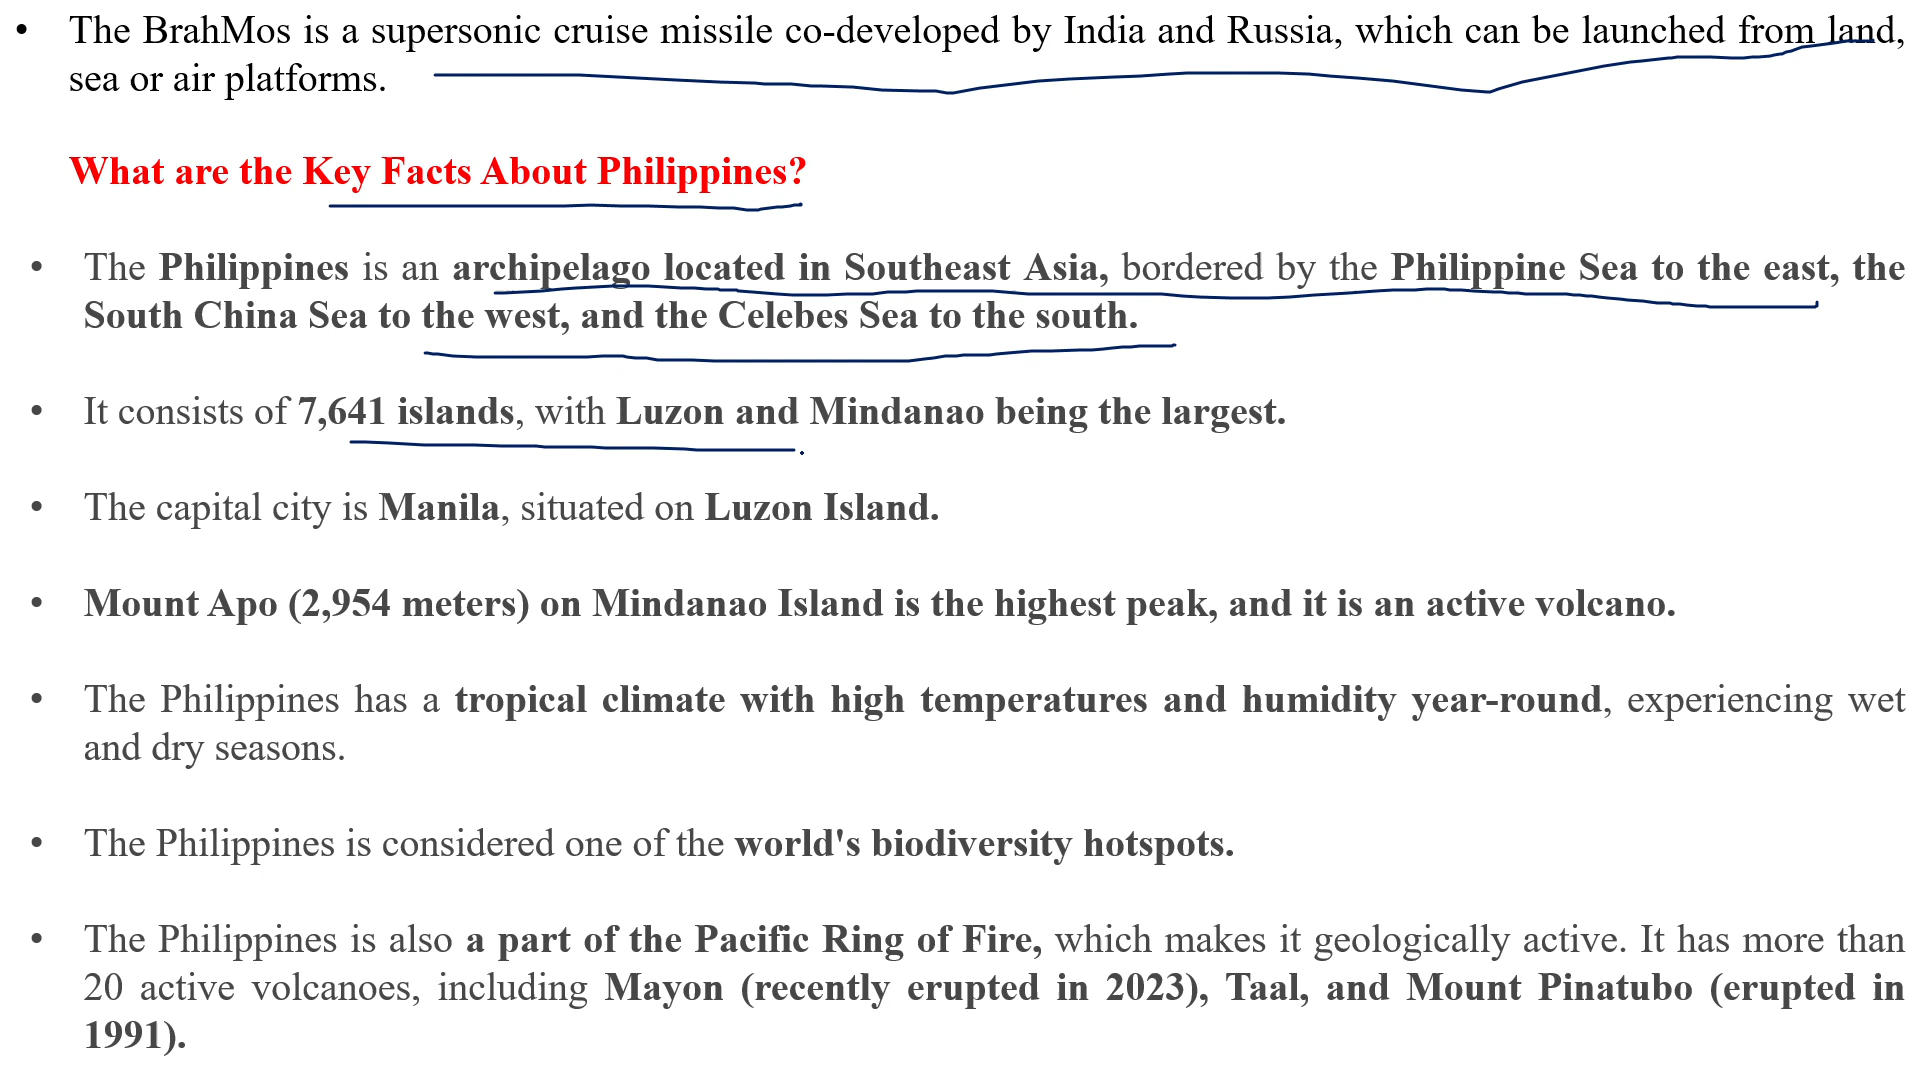 • The BrahMos is a supersonic cruise missile co-developed by India and Russia, which can be launched from land,
sea or air platforms.
What are the Key Facts About Philippines?
• The Philippines is an archipelago located in Southeast Asia, bordered by the Philippine Sea to the east, the
South China Sea to the west, and the Celebes Sea to the south.
• It consists of 7,641 islands, with Luzon and Mindanao being the largest.
• The capital city is Manila, situated on Luzon Island.
• Mount Apo (2,954 meters) on Mindanao Island is the highest peak, and it is an active volcano.
• The Philippines has a tropical climate with high temperatures and humidity year-round, experiencing wet
and dry seasons.
• The Philippines is considered one of the world's biodiversity hotspots.
• The Philippines is also a part of the Pacific Ring of Fire, which makes it geologically active. It has more than
20 active volcanoes, including Mayon (recently erupted in 2023), Taal, and Mount Pinatubo (erupted in
1991).